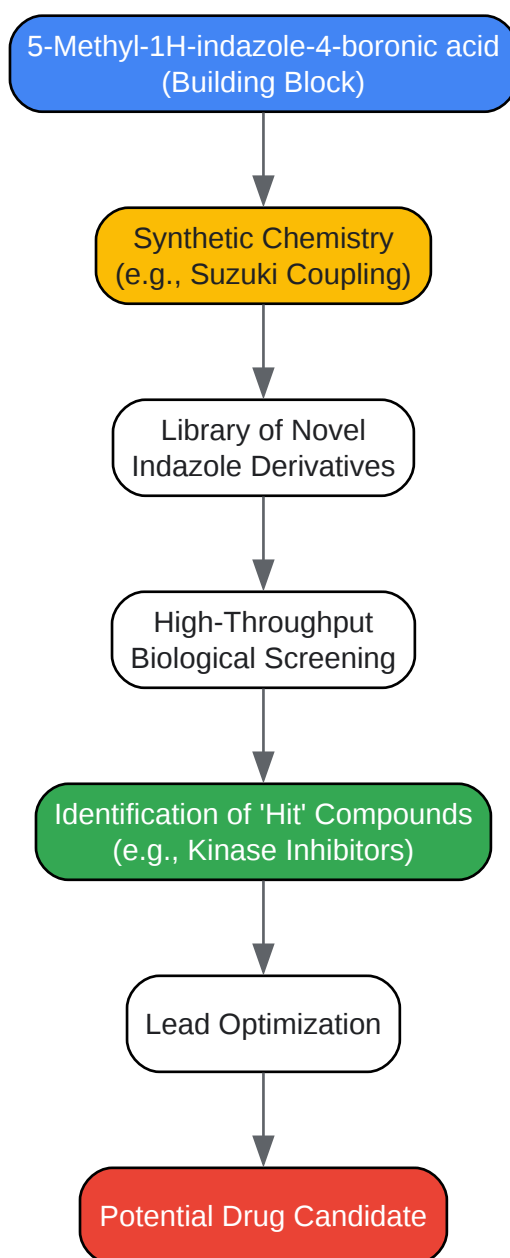 5-Methyl-1H-indazole-4-boronic acid
(Building Block)
Synthetic Chemistry
(e.g., Suzuki Coupling)
Library of Novel
Indazole Derivatives
High-Throughput
Biological Screening
Identification of 'Hit' Compounds
(e.g., Kinase Inhibitors)
Lead Optimization
Potential Drug Candidate